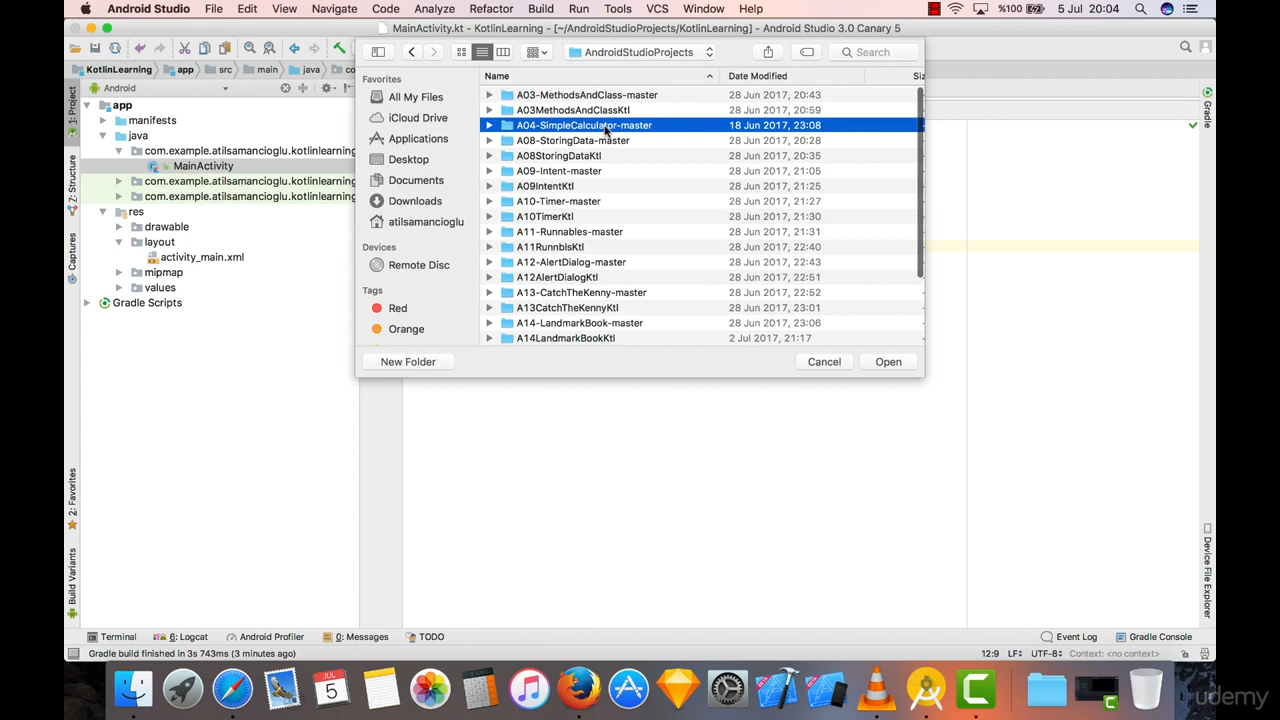 Android Studio File Edit View Navigate Code Analyze Refactor Build Run Tools VCS Window Help %100 5 Jul 20:04
MainActivity.kt - KotlinLearning - [~/AndroidStudioProjects/KotlinLearning] - Android Studio 3.0 Canary 5
AndroidStudioProjects
Search
KotlinLearning app src main java co
Android
1: Project
Z: Structure
Captures
2: Favorites
Build Variants
app
manifests
java
com.example.atilsamancioglu.kotlinlearning
MainActivity
com.example.atilsamancioglu.kotlinlearning
com.example.atilsamancioglu.kotlinlearning
res
drawable
layout
activity_main.xml
mipmap
values
Gradle Scripts
Favorites
All My Files
iCloud Drive
Applications
Desktop
Documents
Downloads
atilsamancioglu
Devices
Remote Disc
Tags
Red
Orange
Name Date Modified Siz
A03-MethodsAndClass-master 28 Jun 2017, 20:43
A03MethodsAndClassKtl 28 Jun 2017, 20:59
A04-SimpleCalculator-master 18 Jun 2017, 23:08
A08-StoringData-master 28 Jun 2017, 20:28
A08StoringDataKtl 28 Jun 2017, 20:35
A09-Intent-master 28 Jun 2017, 21:05
A09IntentKtl 28 Jun 2017, 21:25
A10-Timer-master 28 Jun 2017, 21:27
A10TimerKtl 28 Jun 2017, 21:30
A11-Runnables-master 28 Jun 2017, 21:31
A11RunnblsKtl 28 Jun 2017, 22:40
A12-AlertDialog-master 28 Jun 2017, 22:43
A12AlertDialogKtl 28 Jun 2017, 22:51
A13-CatchTheKenny-master 28 Jun 2017, 22:52
A13CatchTheKennyKtl 28 Jun 2017, 23:01
A14-LandmarkBook-master 28 Jun 2017, 23:06
A14LandmarkBookKtl 2 Jul 2017, 21:17
New Folder Cancel Open
Gradle
Device File Explorer
Terminal 6: Logcat Android Profiler 0: Messages TODO Event Log Gradle Console
Gradle build finished in 3s 743ms (3 minutes ago) 12:9 LF÷ UTF-8÷ Context: <no context>
JUL
5
udemy